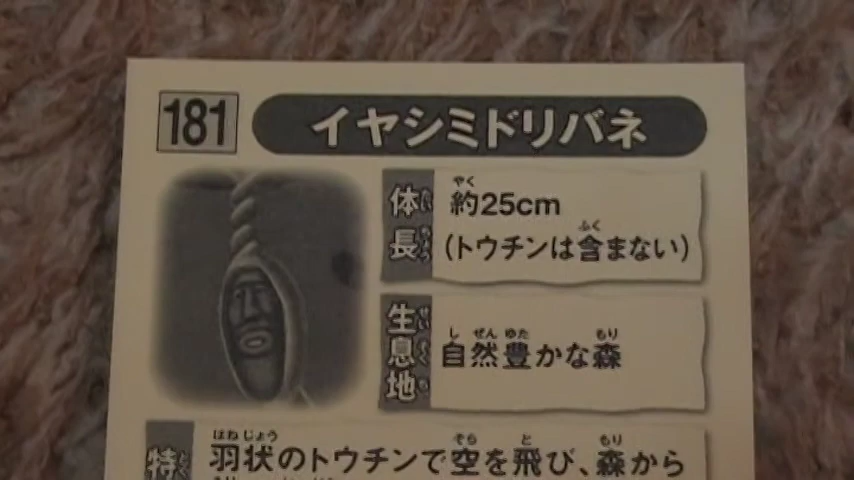 181
イヤシミドリバネ
体長
約25cm
(トウチンは含まない)
生息地
自然豊かな森
特
羽状のトウチンで空を飛び、森から